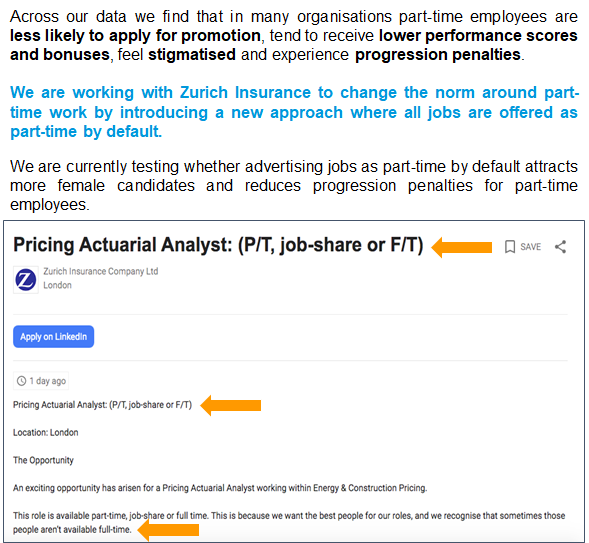 Across our data we find that in many organisations part-time employees are
less likely to apply for promotion, tend to receive lower performance scores
and bonuses, feel stigmatised and experience progression penalties.
We are working with Zurich Insurance to change the norm around part-
time work by introducing a new approach where all jobs are offered as
part-time by default.
We are currently testing whether advertising jobs as part-time by default attracts
more female candidates and reduces progression penalties for part-time
employees.
Pricing Actuarial Analyst: (P/T, job-share or F/T)
SAVE
Z
Zurich Insurance Company Ltd
London
Apply on LinkedIn
1 day ago
Pricing Actuarial Analyst: (P/T, job-share or F/T)
Location: London
The Opportunity
An exciting opportunity has arisen for a Pricing Actuarial Analyst working within Energy & Construction Pricing.
This role is available part-time, job-share or full time. This is because we want the best people for our roles, and we recognise that sometimes those
people aren't available full-time.